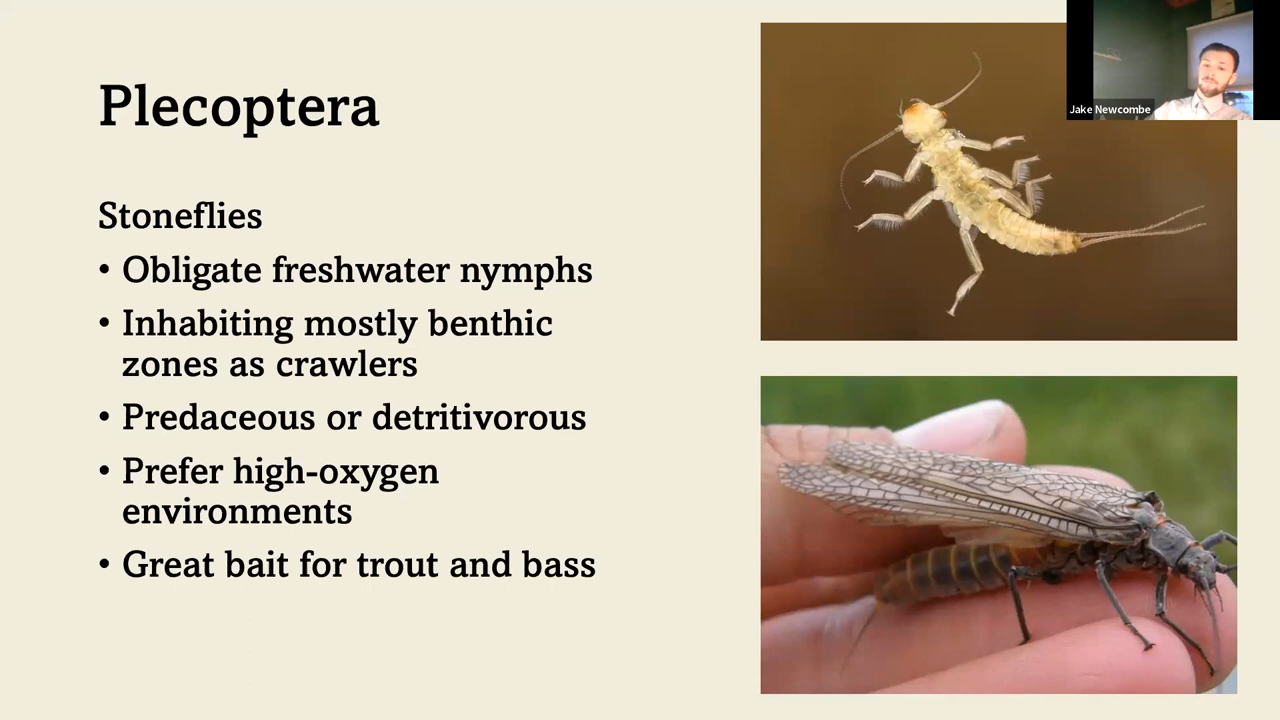 Plecoptera
Stoneflies
• Obligate freshwater nymphs
• Inhabiting mostly benthic
zones as crawlers
• Predaceous or detritivorous
• Prefer high-oxygen
environments
• Great bait for trout and bass
Jake Newcombe